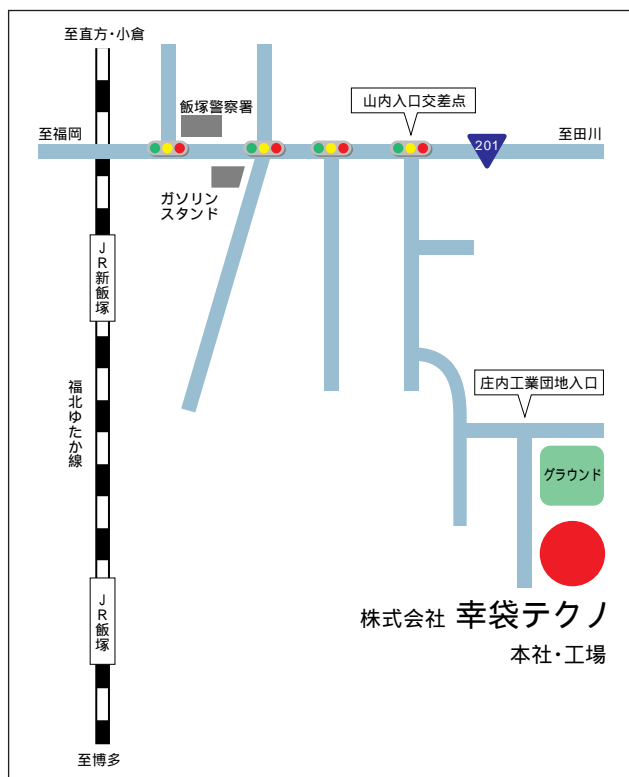 至直方・小倉
飯塚警察署
山内入口交差点
至福岡
201
至田川
ガソリン
スタンド
JR新飯塚
福北ゆたか線
庄内工業団地入口
グラウンド
JR飯塚
株式会社 幸袋テクノ
本社・工場
至博多